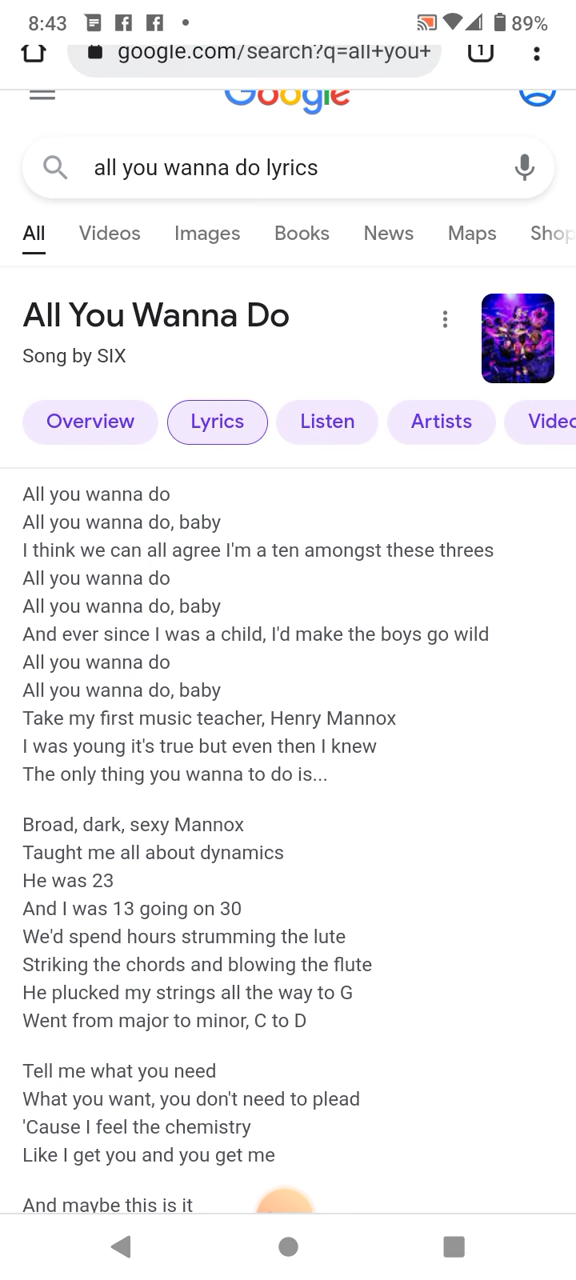 8:43
89%
google.com/search?q=all+you+
1
Google
all you wanna do lyrics
All Videos Images Books News Maps Shop
All You Wanna Do
Song by SIX
Overview Lyrics Listen Artists Videc
All you wanna do
All you wanna do, baby
I think we can all agree I'm a ten amongst these threes
All you wanna do
All you wanna do, baby
And ever since I was a child, I'd make the boys go wild
All you wanna do
All you wanna do, baby
Take my first music teacher, Henry Mannox
I was young it's true but even then I knew
The only thing you wanna to do is...
Broad, dark, sexy Mannox
Taught me all about dynamics
He was 23
And I was 13 going on 30
We'd spend hours strumming the lute
Striking the chords and blowing the flute
He plucked my strings all the way to G
Went from major to minor, C to D
Tell me what you need
What you want, you don't need to plead
'Cause I feel the chemistry
Like I get you and you get me
And maybe this is it